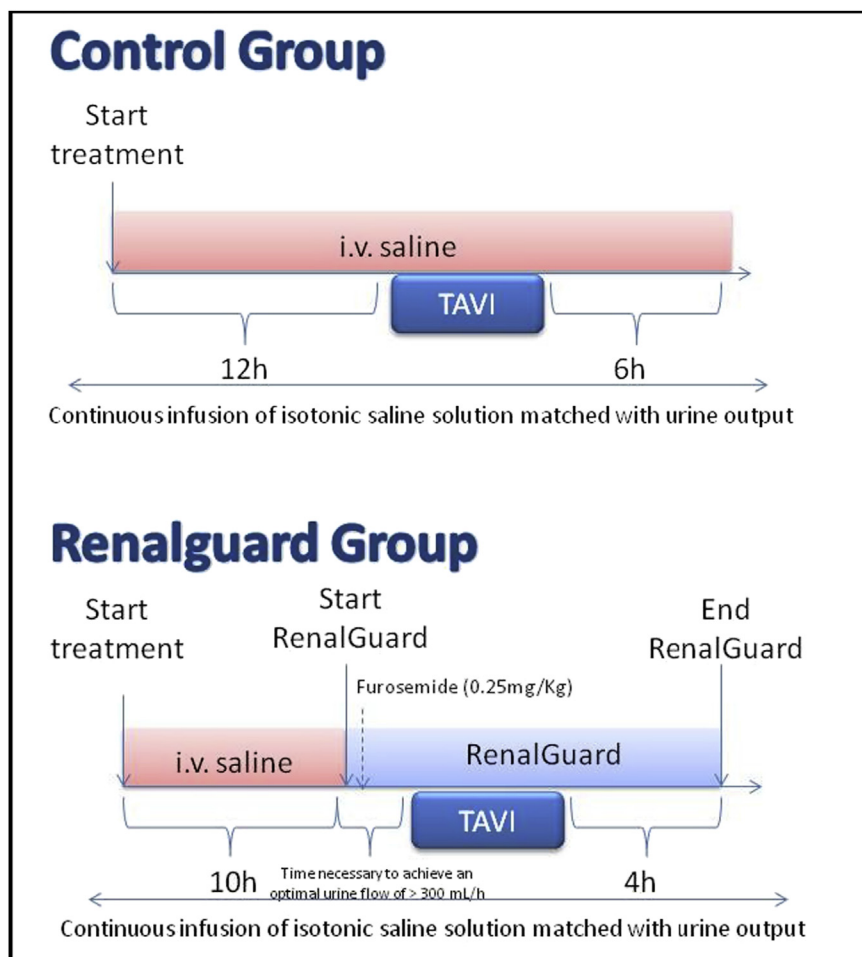 Control Group
Start
treatment
i.v. saline
TAVI
12h
6h
Continuous infusion of isotonic saline solution matched with urine output
Renalguard Group
Start
treatment
Start
RenalGuard
End
RenalGuard
Furosemide (0.25mg/Kg)
i.v. saline
RenalGuard
TAVI
10h
Time necessary to achieve an
optimal urine flow of > 300 mL/h
4h
Continuous infusion of isotonic saline solution matched with urine output